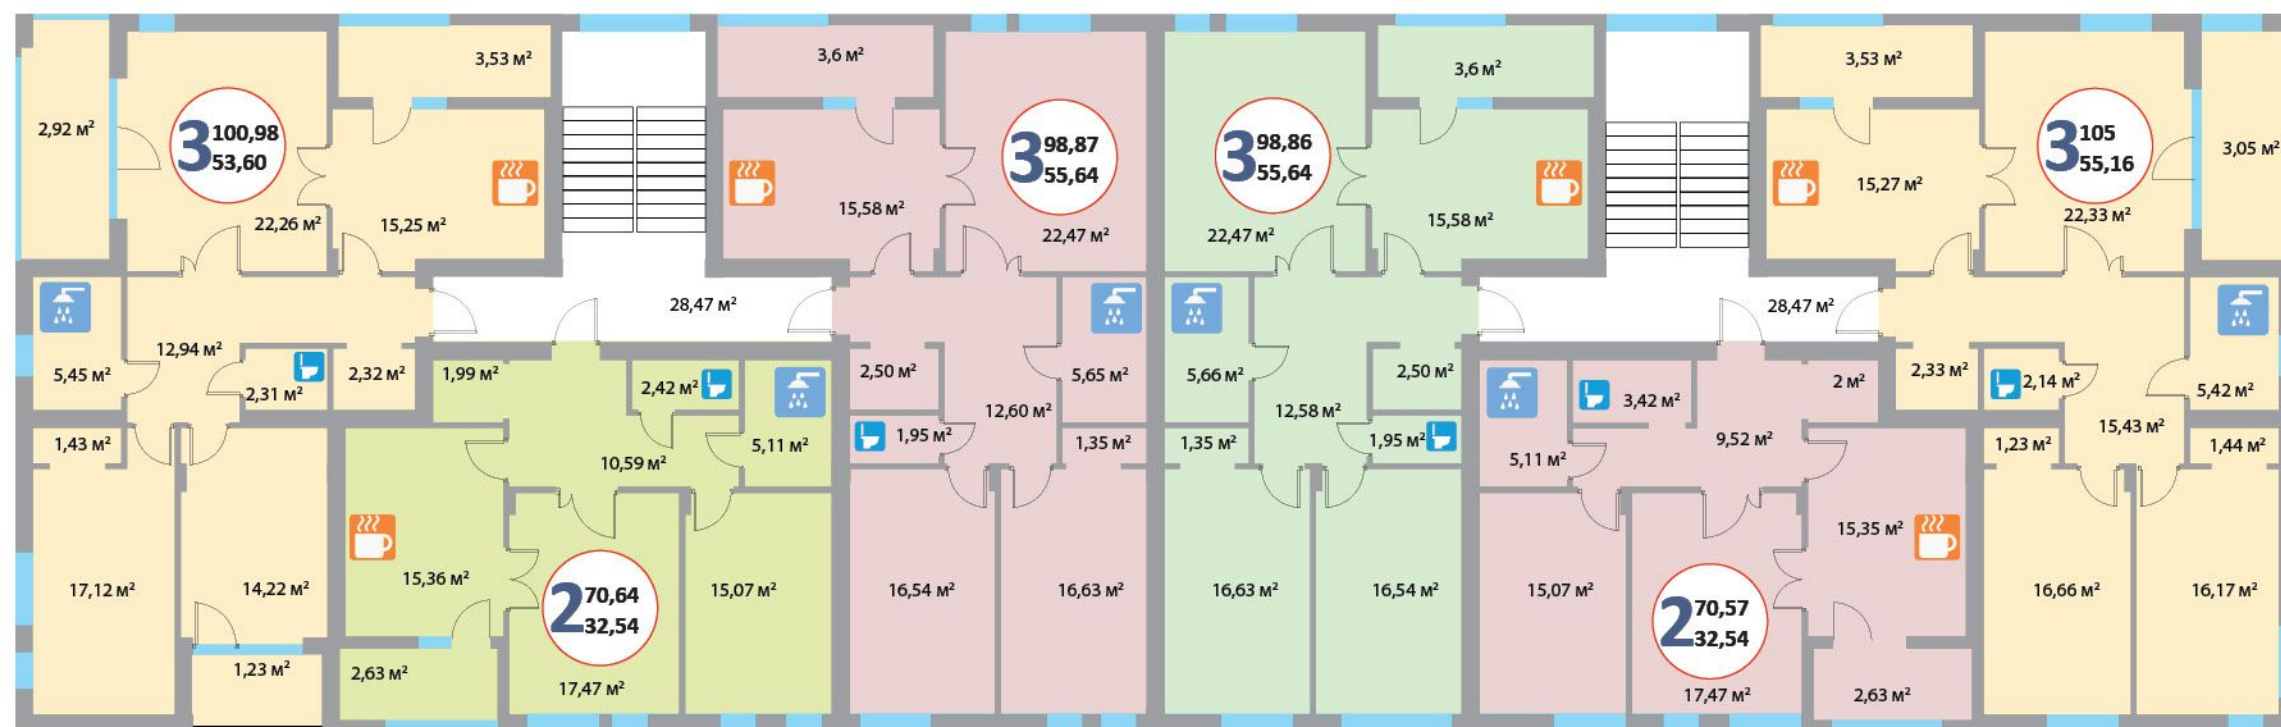 3,53 м²
2,92 м²
3 100,98
53,60
22,26 м²
15,25 м²
5,45 м²
12,94 м²
2,31 м²
2,32 м²
1,43 м²
17,12 м²
14,22 м²
1,23 м²
28,47 м²
1,99 м²
2,42 м²
5,11 м²
10,59 м²
15,36 м²
2 70,64
32,54
15,07 м²
2,63 м²
17,47 м²
3,6 м²
3 98,87
55,64
15,58 м²
22,47 м²
2,50 м²
5,65 м²
12,60 м²
1,95 м²
1,35 м²
16,54 м²
16,63 м²
3,6 м²
3 98,86
55,64
22,47 м²
15,58 м²
5,66 м²
2,50 м²
12,58 м²
1,35 м²
1,95 м²
16,63 м²
16,54 м²
28,47 м²
3,42 м²
2 м²
5,11 м²
9,52 м²
15,35 м²
15,07 м²
2 70,57
32,54
17,47 м²
2,63 м²
3,53 м²
3 105
55,16
3,05 м²
15,27 м²
22,33 м²
2,33 м²
2,14 м²
5,42 м²
15,43 м²
1,23 м²
1,44 м²
16,66 м²
16,17 м²